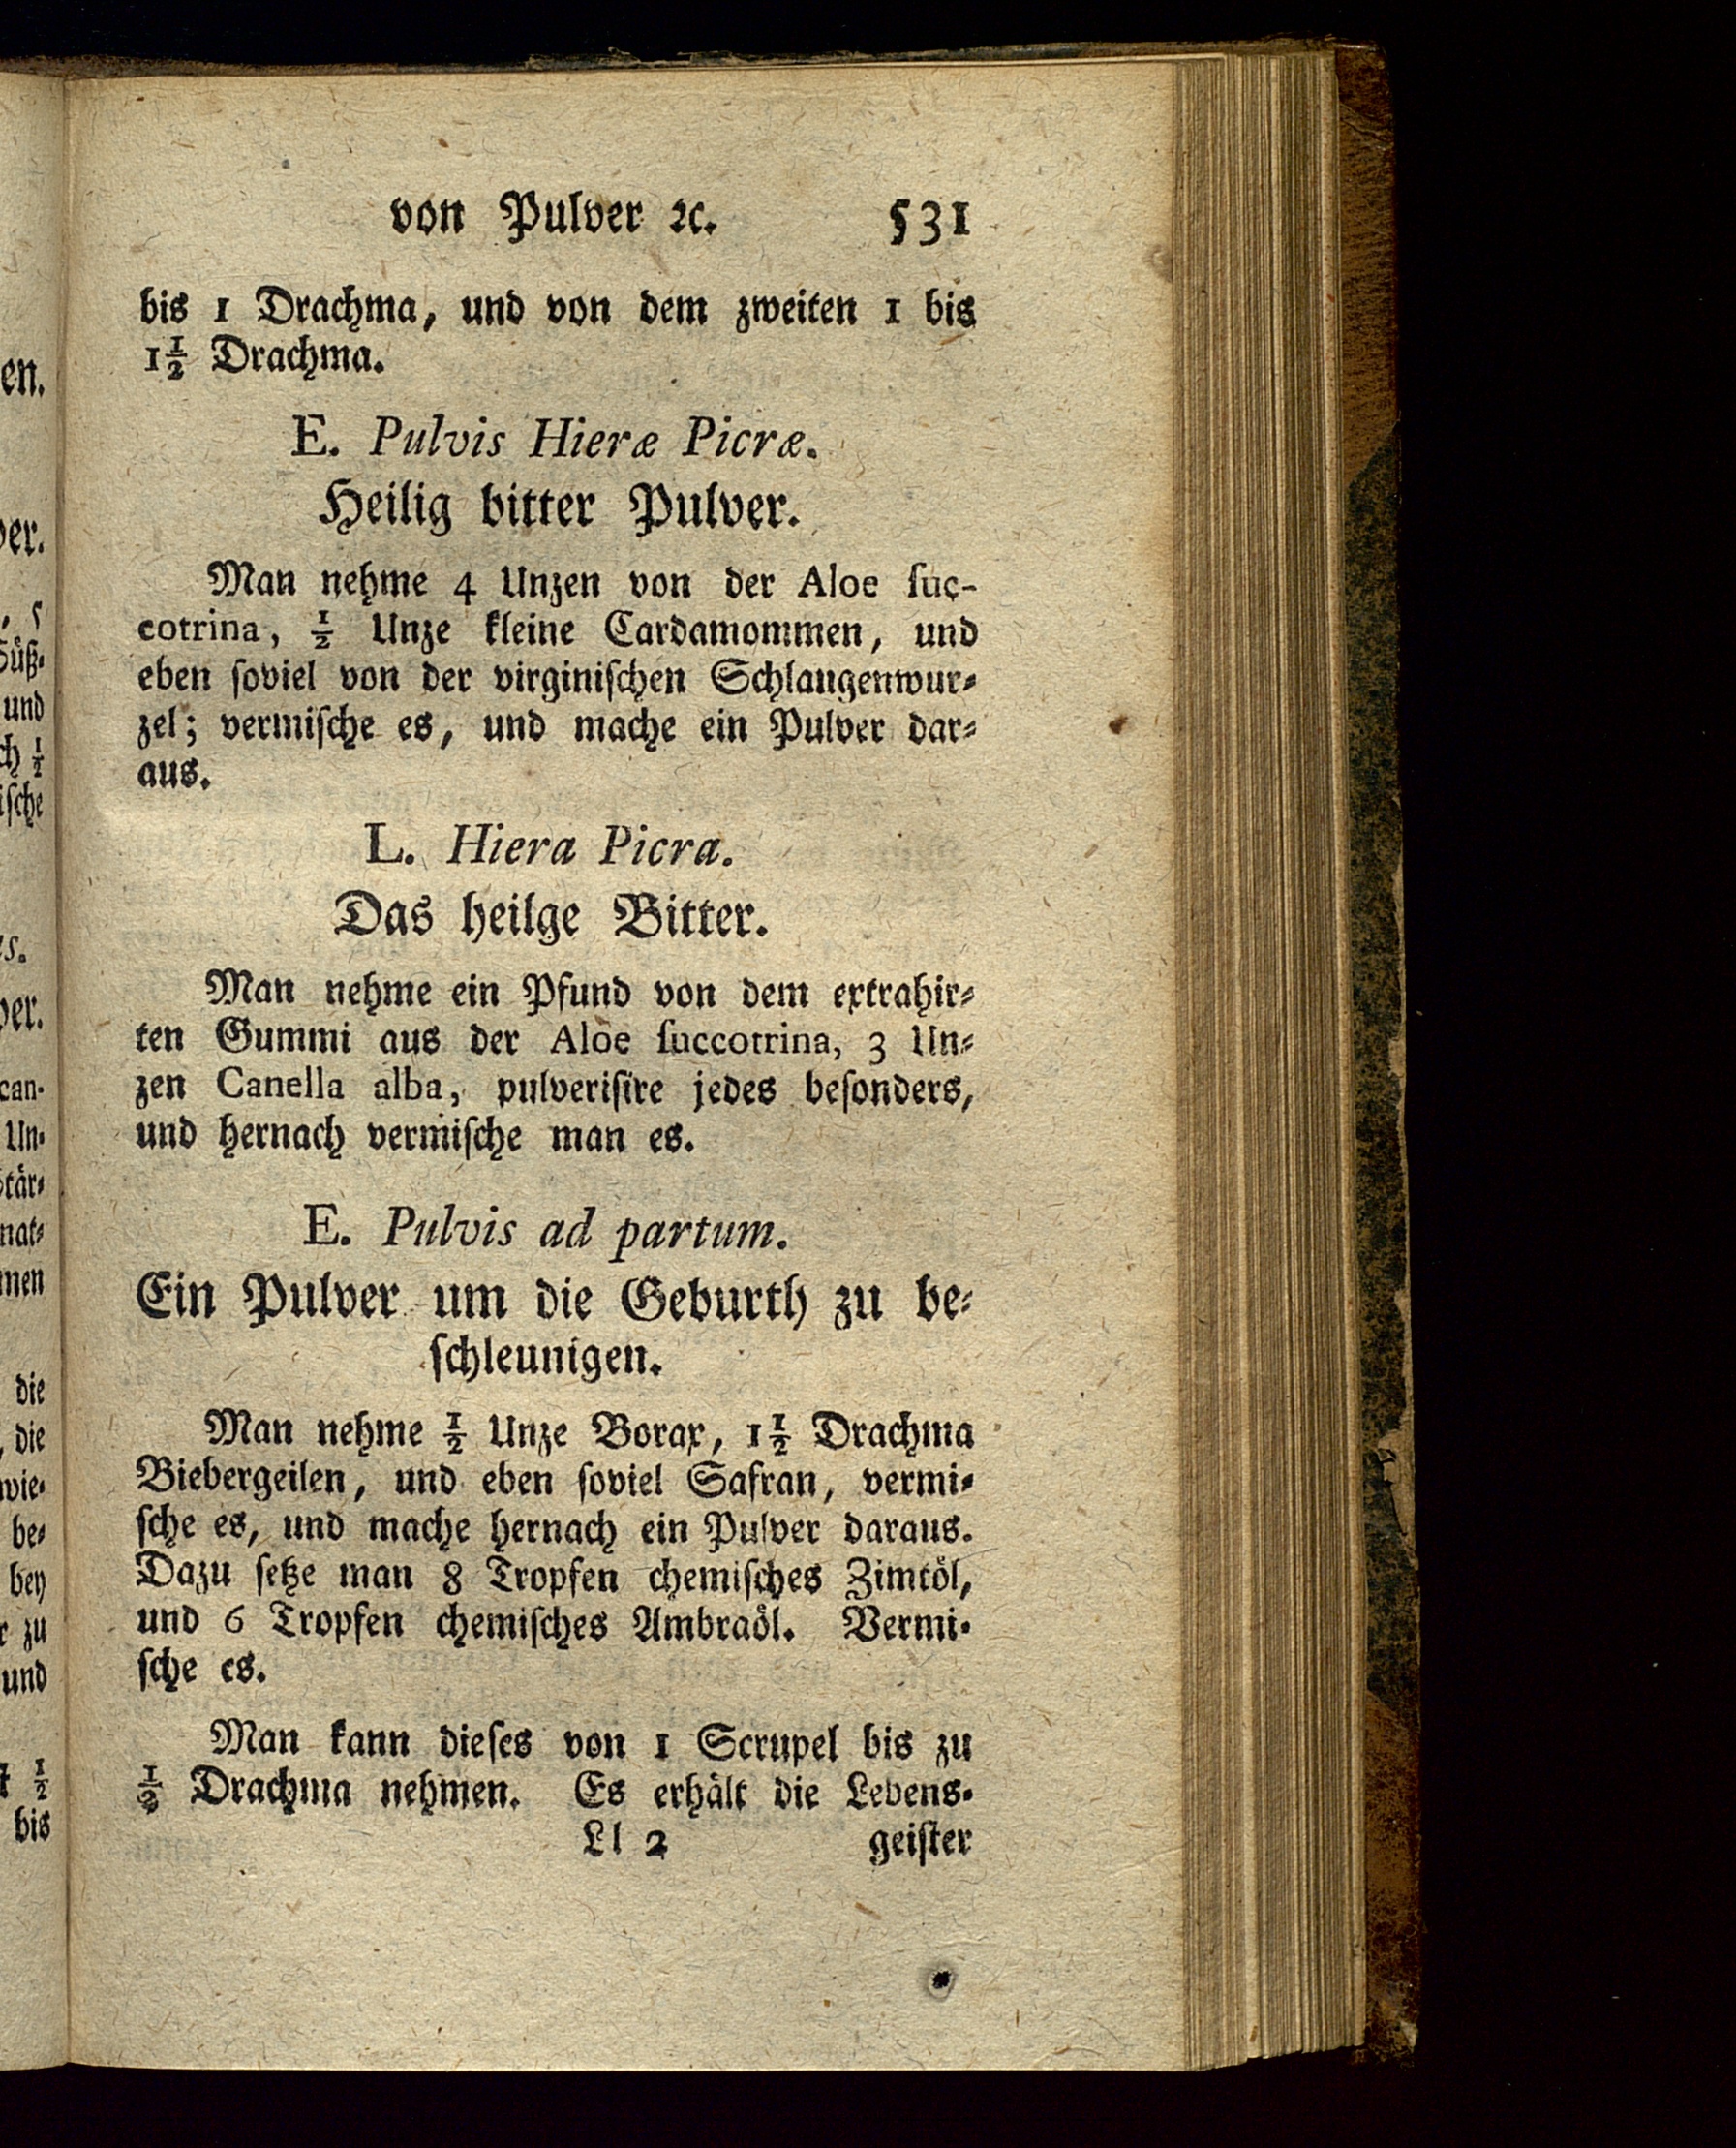 von Pulver ꝛc. 531
bis 1 Drachma, und von dem zweiten 1 bis
1½ Drachma.
E. Pulvis Hieræ Picræ.
Heilig bitter Pulver.
Man nehme 4 Unzen von der Aloe ſuc-
cotrina, ½ Unze kleine Cardamommen, und
eben ſoviel von der virginiſchen Schlangenwur⸗
zel; vermiſche es, und mache ein Pulver dar⸗
aus.
L. Hiera Picra.
Das heilge Bitter.
Man nehme ein Pfund von dem extrahir⸗
ten Gummi aus der Aloe ſuccotrina, 3 Un⸗
zen Canella alba, pulveriſire jedes beſonders,
und hernach vermiſche man es.
E. Pulvis ad partum.
Ein Pulver um die Geburth zu be⸗
ſchleunigen.
Man nehme ½ Unze Borax, 1½ Drachma
Biebergeilen, und eben ſoviel Safran, vermi⸗
ſche es, und mache hernach ein Pulver daraus.
Dazu ſetze man 8 Tropfen chemiſches Zimtöl,
und 6 Tropfen chemiſches Ambraöl. Vermi⸗
ſche es.
Man kann dieſes von 1 Scrupel bis zu
½ Drachma nehmen. Es erhält die Lebens⸗
Ll 2 geiſter